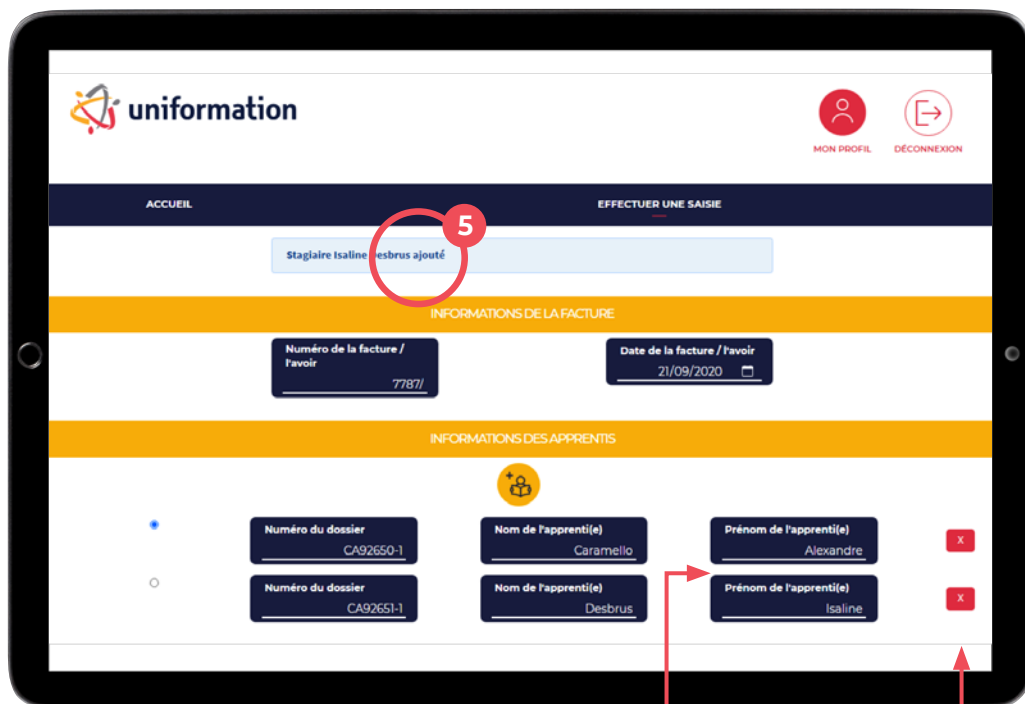 uniformation
MON PROFIL
DÉCONNEXION
ACCUEIL
EFFECTUER UNE SAISIE
5
Stagiaire Isaline Desbrus ajouté
INFORMATIONS DE LA FACTURE
Numéro de la facture /
l'avoir
7787/
Date de la facture / l'avoir
21/09/2020
INFORMATIONS DES APPRENTIS
Numéro du dossier
CA92650-1
Nom de l'apprenti(e)
Caramello
Prénom de l'apprenti(e)
Alexandre
X
Numéro du dossier
CA92651-1
Nom de l'apprenti(e)
Desbrus
Prénom de l'apprenti(e)
Isaline
X